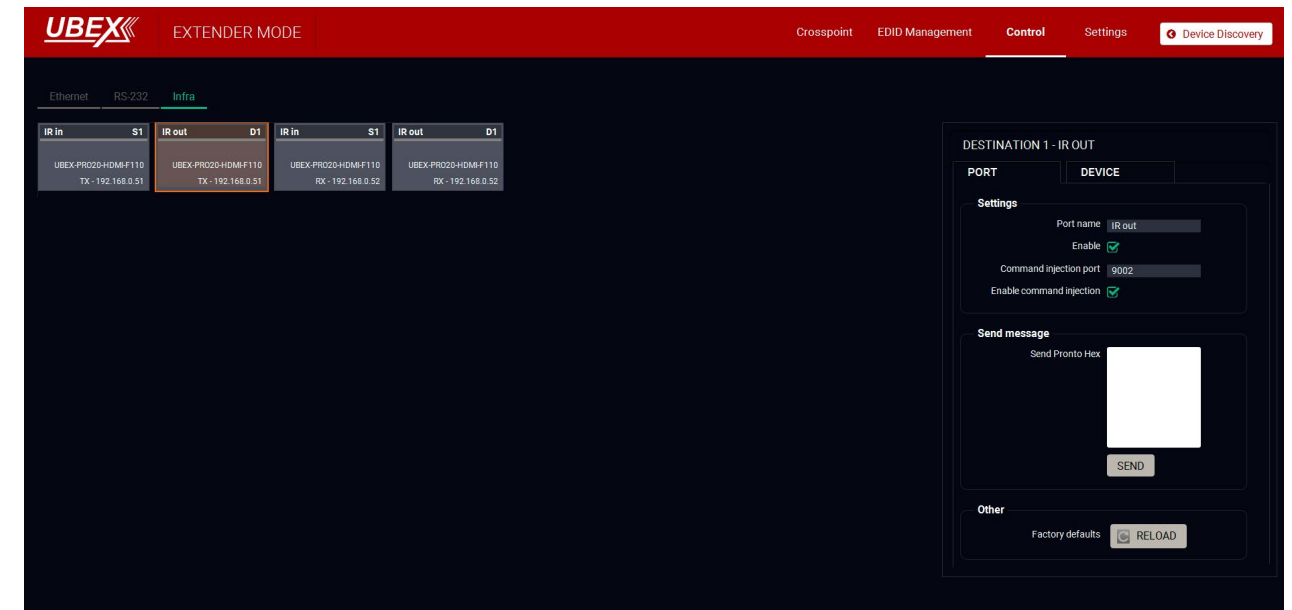 UBEX EXTENDER MODE Crosspoint EDID Management Control Settings Device Discovery
Ethernet RS-232 Infra
IR in S1 IR out D1 IR in S1 IR out D1
UBEX-PRO20-HDMI-F110 UBEX-PRO20-HDMI-F110 UBEX-PRO20-HDMI-F110 UBEX-PRO20-HDMI-F110
TX - 192.168.0.51 TX - 192.168.0.51 RX - 192.168.0.52 RX - 192.168.0.52
DESTINATION 1 - IR OUT
PORT DEVICE
Settings
Port name IR out
Enable
Command injection port 9002
Enable command injection
Send message
Send Pronto Hex
SEND
Other
Factory defaults RELOAD